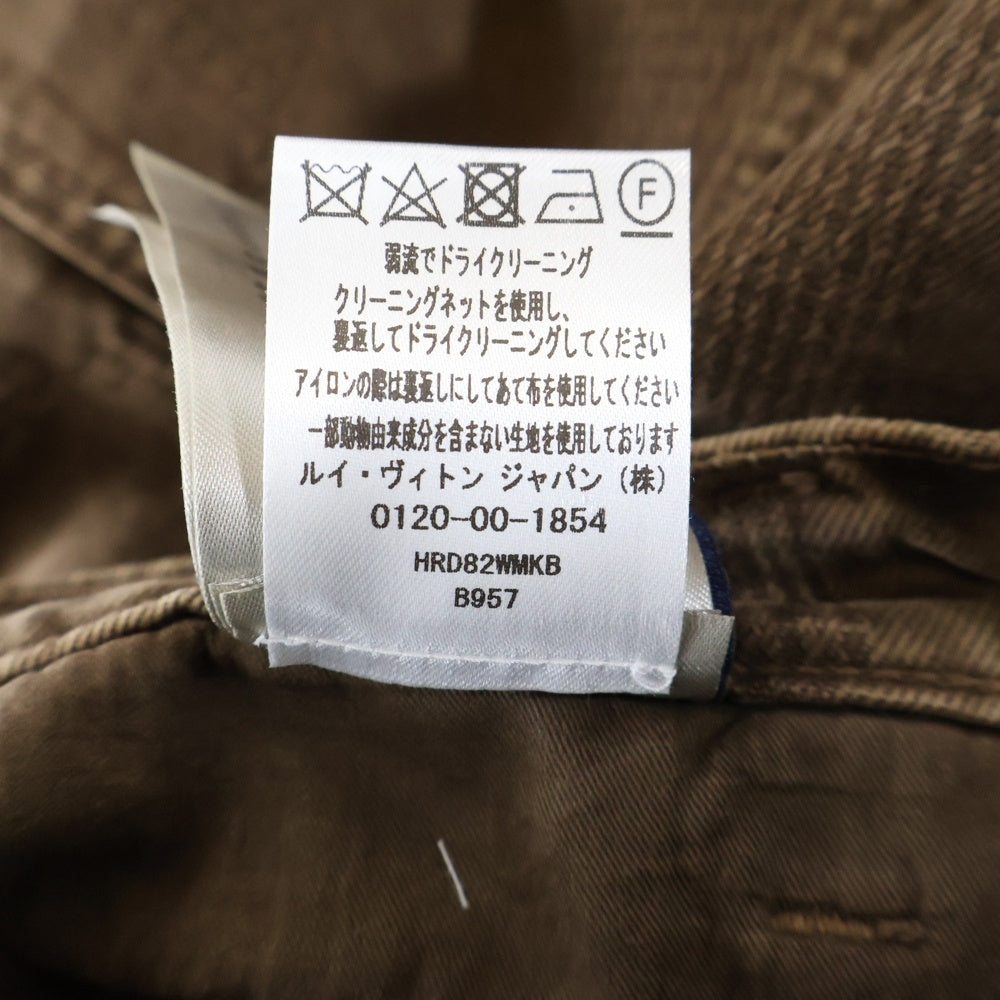 F
弱流でドライクリーニング
クリーニングネットを使用し、
裏返してドライクリーニングしてください
アイロンの際は裏返しにしてあて布を使用してください
一部動物由来成分を含まない生地を使用しております
ルイ・ヴィトン ジャパン (株)
0120-00-1854
HRD82WMKB
B957